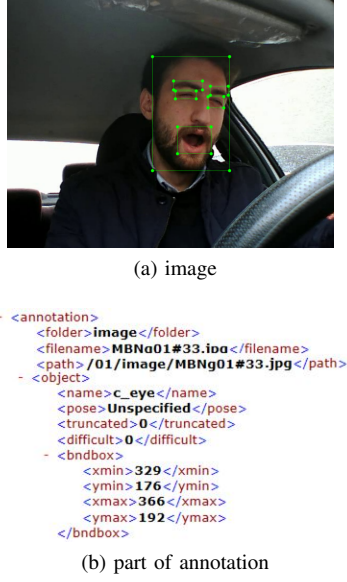 (a) image
- <annotation>
<folder>image</folder>
<filename>MBNg01#33.jpg</filename>
<path>/01/image/MBNg01#33.jpg</path>
- <object>
<name>c_eye</name>
<pose>Unspecified</pose>
<truncated>0</truncated>
<difficult>0</difficult>
- <bndbox>
<xmin>329</xmin>
<ymin>176</ymin>
<xmax>366</xmax>
<ymax>192</ymax>
</bndbox>
(b) part of annotation